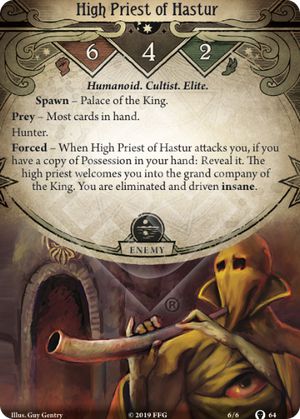 High Priest of Hastur
6 4 2
Humanoid. Cultist. Elite.
Spawn – Palace of the King.
Prey – Most cards in hand.
Hunter.
Forced – When High Priest of Hastur attacks you, if you
have a copy of Possession in your hand: Reveal it. The
high priest welcomes you into the grand company of
the King. You are eliminated and driven insane.
ENEMY
®
Illus. Guy Gentry © 2019 FFG 6/6 64